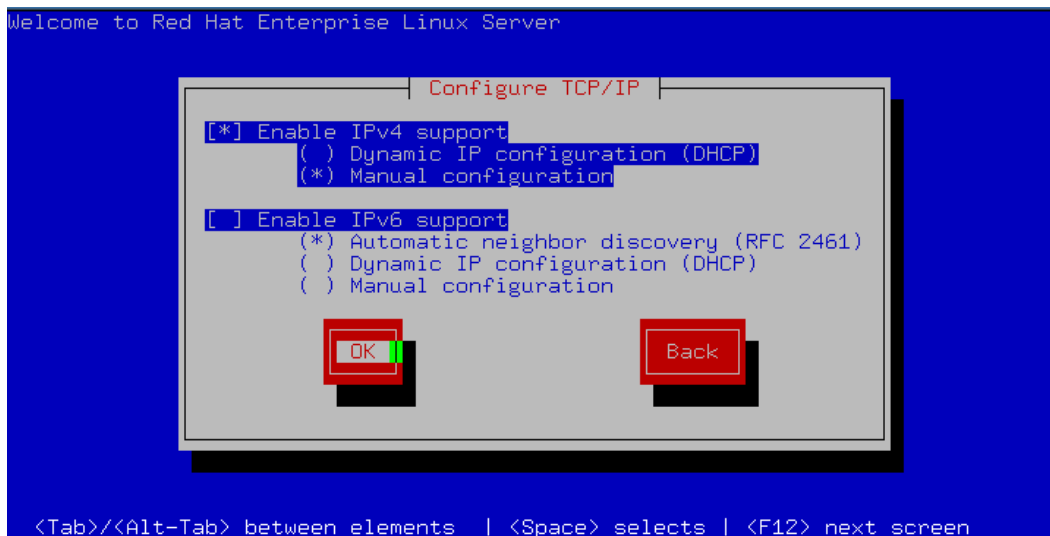 Welcome to Red Hat Enterprise Linux Server
Configure TCP/IP
[*] Enable IPv4 support
( ) Dynamic IP configuration (DHCP)
(*) Manual configuration
[ ] Enable IPv6 support
(*) Automatic neighbor discovery (RFC 2461)
( ) Dynamic IP configuration (DHCP)
( ) Manual configuration
OK Back
<Tab>/<Alt-Tab> between elements | <Space> selects | <F12> next screen